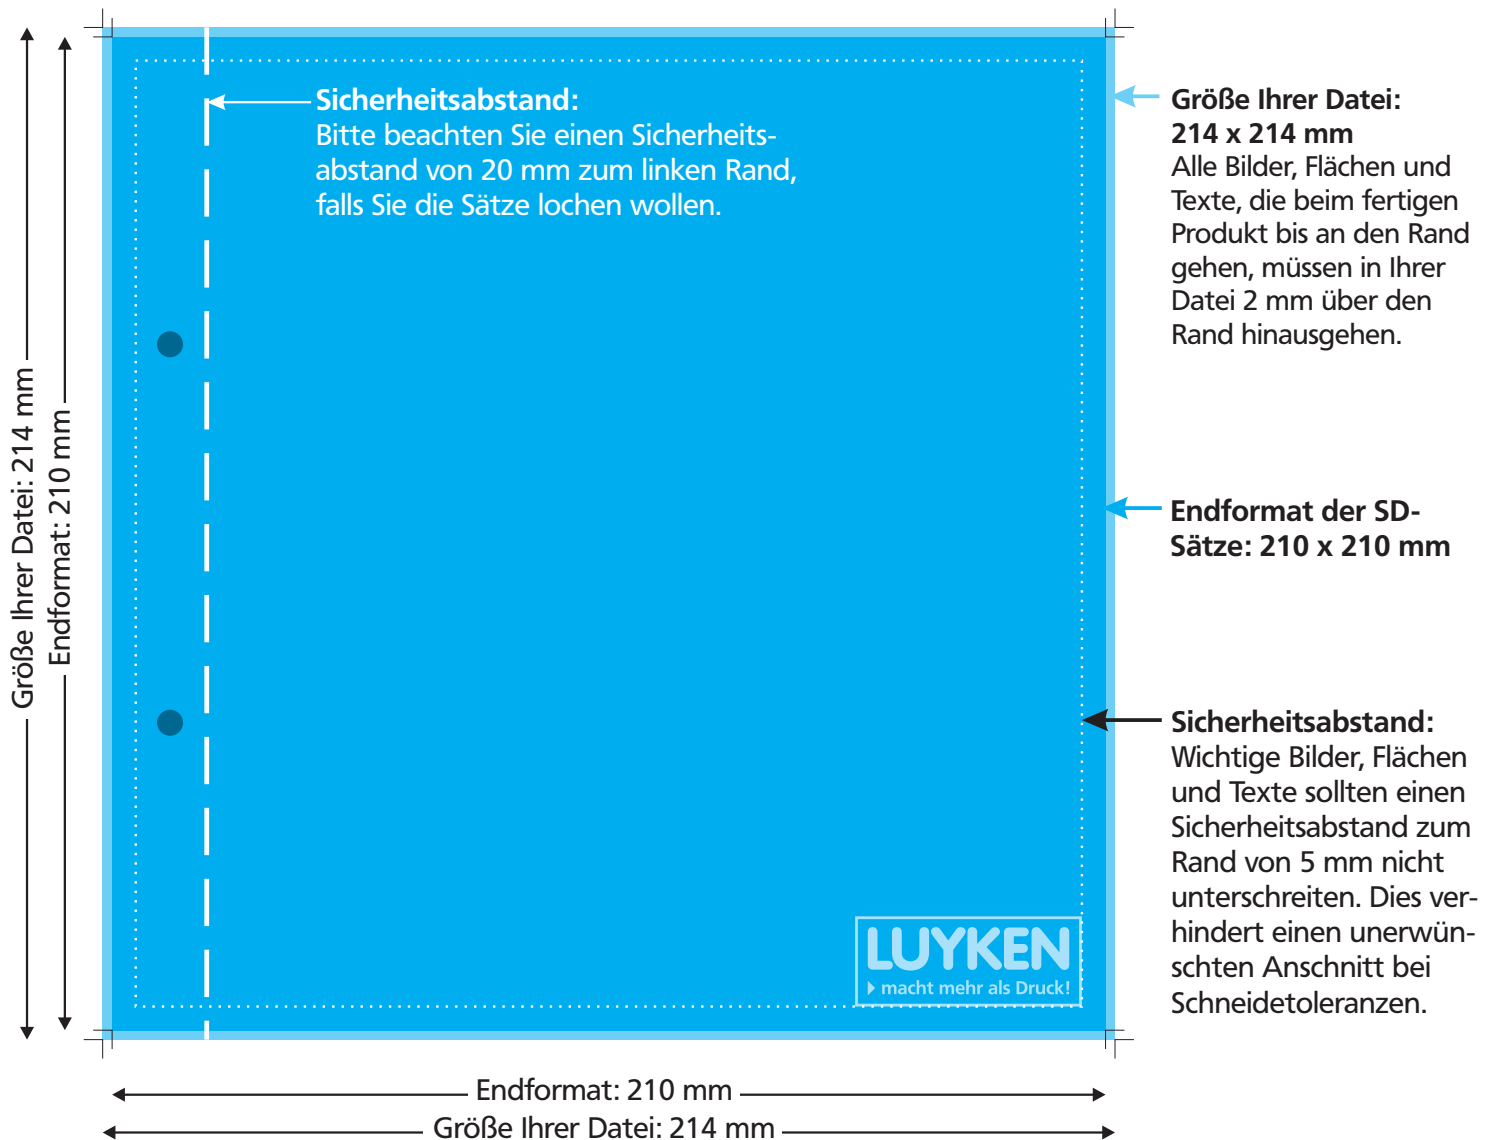 Sicherheitsabstand:
Bitte beachten Sie einen Sicherheits-
abstand von 20 mm zum linken Rand,
falls Sie die Sätze lochen wollen.
Größe Ihrer Datei:
214 x 214 mm
Alle Bilder, Flächen und
Texte, die beim fertigen
Produkt bis an den Rand
gehen, müssen in Ihrer
Datei 2 mm über den
Rand hinausgehen.
Größe Ihrer Datei: 214 mm
Endformat: 210 mm
Endformat der SD-
Sätze: 210 x 210 mm
Sicherheitsabstand:
Wichtige Bilder, Flächen
und Texte sollten einen
Sicherheitsabstand zum
Rand von 5 mm nicht
unterschreiten. Dies ver-
hindert einen unerwün-
schten Anschnitt bei
Schneidetoleranzen.
LUYKEN
macht mehr als Druck!
Endformat: 210 mm
Größe Ihrer Datei: 214 mm